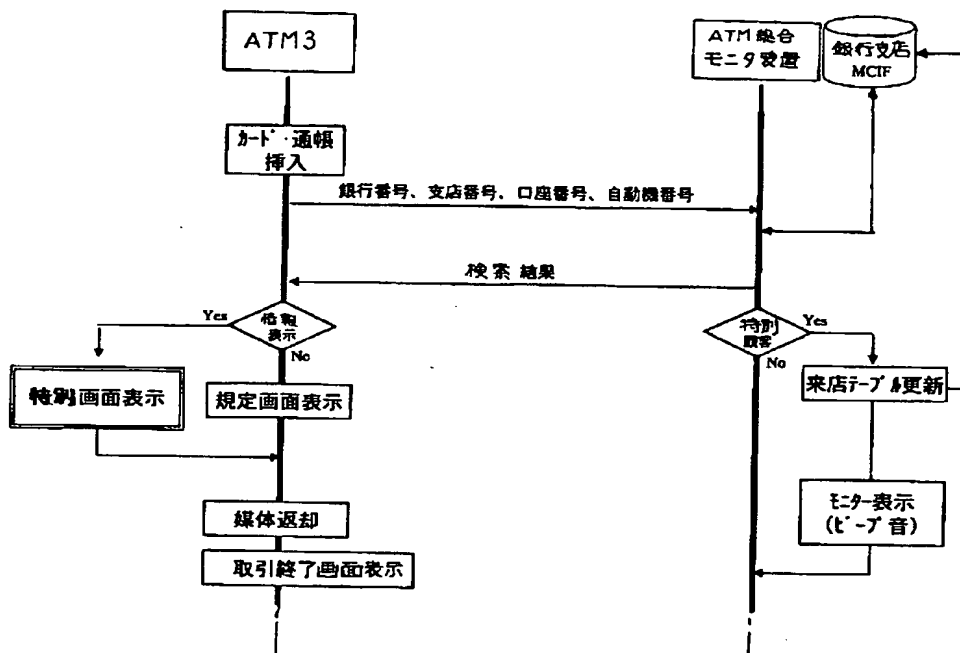 ATM3
ATM総合
モニタ装置
銀行支店
MCIF
カード・通帳
挿入
銀行番号、支店番号、口座番号、自動機番号
検索結果
Yes
情報
表示
No
特別
顧客
Yes
No
特別画面表示
規定画面表示
来店テーブル更新
媒体返却
モニター表示
(ビープ音)
取引終了画面表示